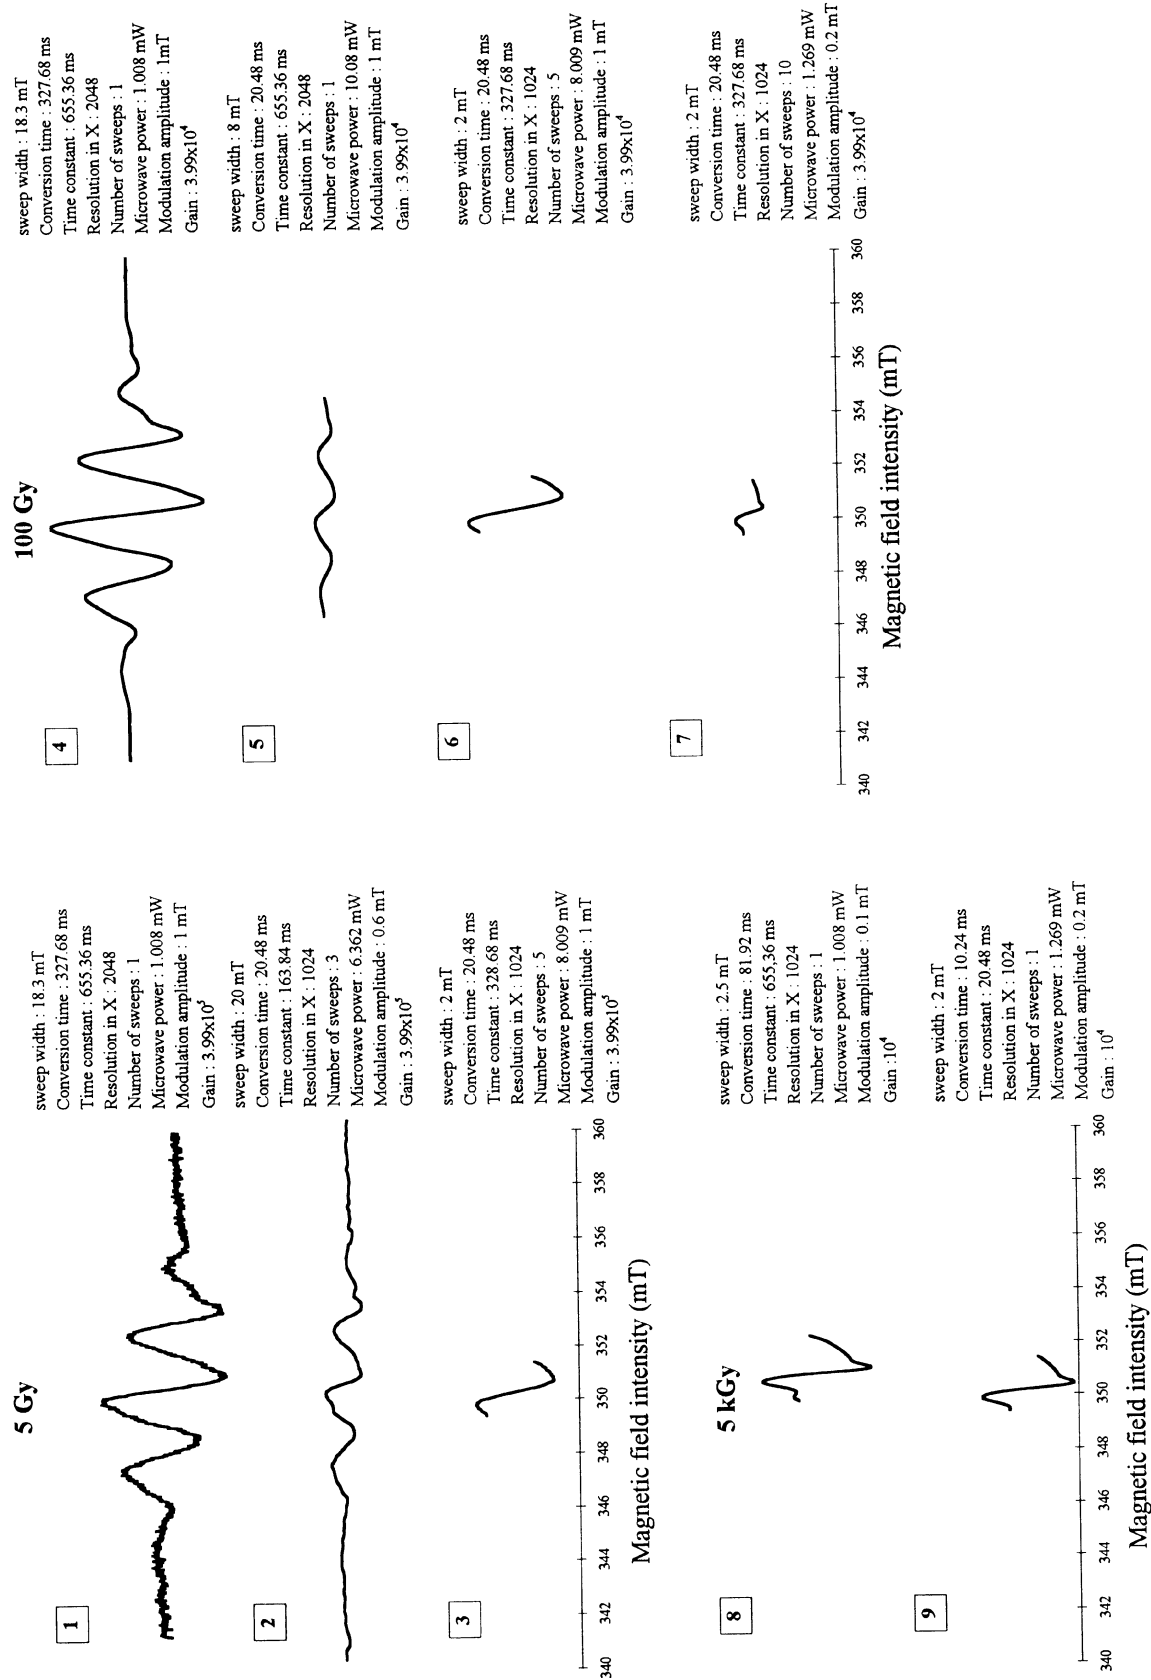 5 Gy
1
sweep width : 18.3 mT
Conversion time : 327.68 ms
Time constant : 655.36 ms
Resolution in X : 2048
Number of sweeps : 1
Microwave power : 1.008 mW
Modulation amplitude : 1 mT
Gain : 3.99x10⁵
2
sweep width : 20 mT
Conversion time : 20.48 ms
Time constant : 163.84 ms
Resolution in X : 1024
Number of sweeps : 3
Microwave power : 6.362 mW
Modulation amplitude : 0.6 mT
Gain : 3.99x10⁵
3
sweep width : 2 mT
Conversion time : 20.48 ms
Time constant : 328.68 ms
Resolution in X : 1024
Number of sweeps : 5
Microwave power : 8.009 mW
Modulation amplitude : 1 mT
Gain : 3.99x10⁵
340 342 344 346 348 350 352 354 356 358 360
Magnetic field intensity (mT)
100 Gy
4
sweep width : 18.3 mT
Conversion time : 327.68 ms
Time constant : 655.36 ms
Resolution in X : 2048
Number of sweeps : 1
Microwave power : 1.008 mW
Modulation amplitude : 1mT
Gain : 3.99x10⁴
5
sweep width : 8 mT
Conversion time : 20.48 ms
Time constant : 655.36 ms
Resolution in X : 2048
Number of sweeps : 1
Microwave power : 10.08 mW
Modulation amplitude : 1 mT
Gain : 3.99x10⁴
6
sweep width : 2 mT
Conversion time : 20.48 ms
Time constant : 327.68 ms
Resolution in X : 1024
Number of sweeps : 5
Microwave power : 8.009 mW
Modulation amplitude : 1 mT
Gain : 3.99x10⁴
7
sweep width : 2 mT
Conversion time : 20.48 ms
Time constant : 327.68 ms
Resolution in X : 1024
Number of sweeps : 10
Microwave power : 1.269 mW
Modulation amplitude : 0.2 mT
Gain : 3.99x10⁴
340 342 344 346 348 350 352 354 356 358 360
Magnetic field intensity (mT)
5 kGy
8
sweep width : 2.5 mT
Conversion time : 81.92 ms
Time constant : 655,36 ms
Resolution in X : 1024
Number of sweeps : 1
Microwave power : 1.008 mW
Modulation amplitude : 0.1 mT
Gain :10⁴
9
sweep width : 2 mT
Conversion time : 10.24 ms
Time constant : 20.48 ms
Resolution in X : 1024
Number of sweeps : 1
Microwave power : 1.269 mW
Modulation amplitude : 0.2 mT
Gain : 10⁴
340 342 344 346 348 350 352 354 356 358 360
Magnetic field intensity (mT)